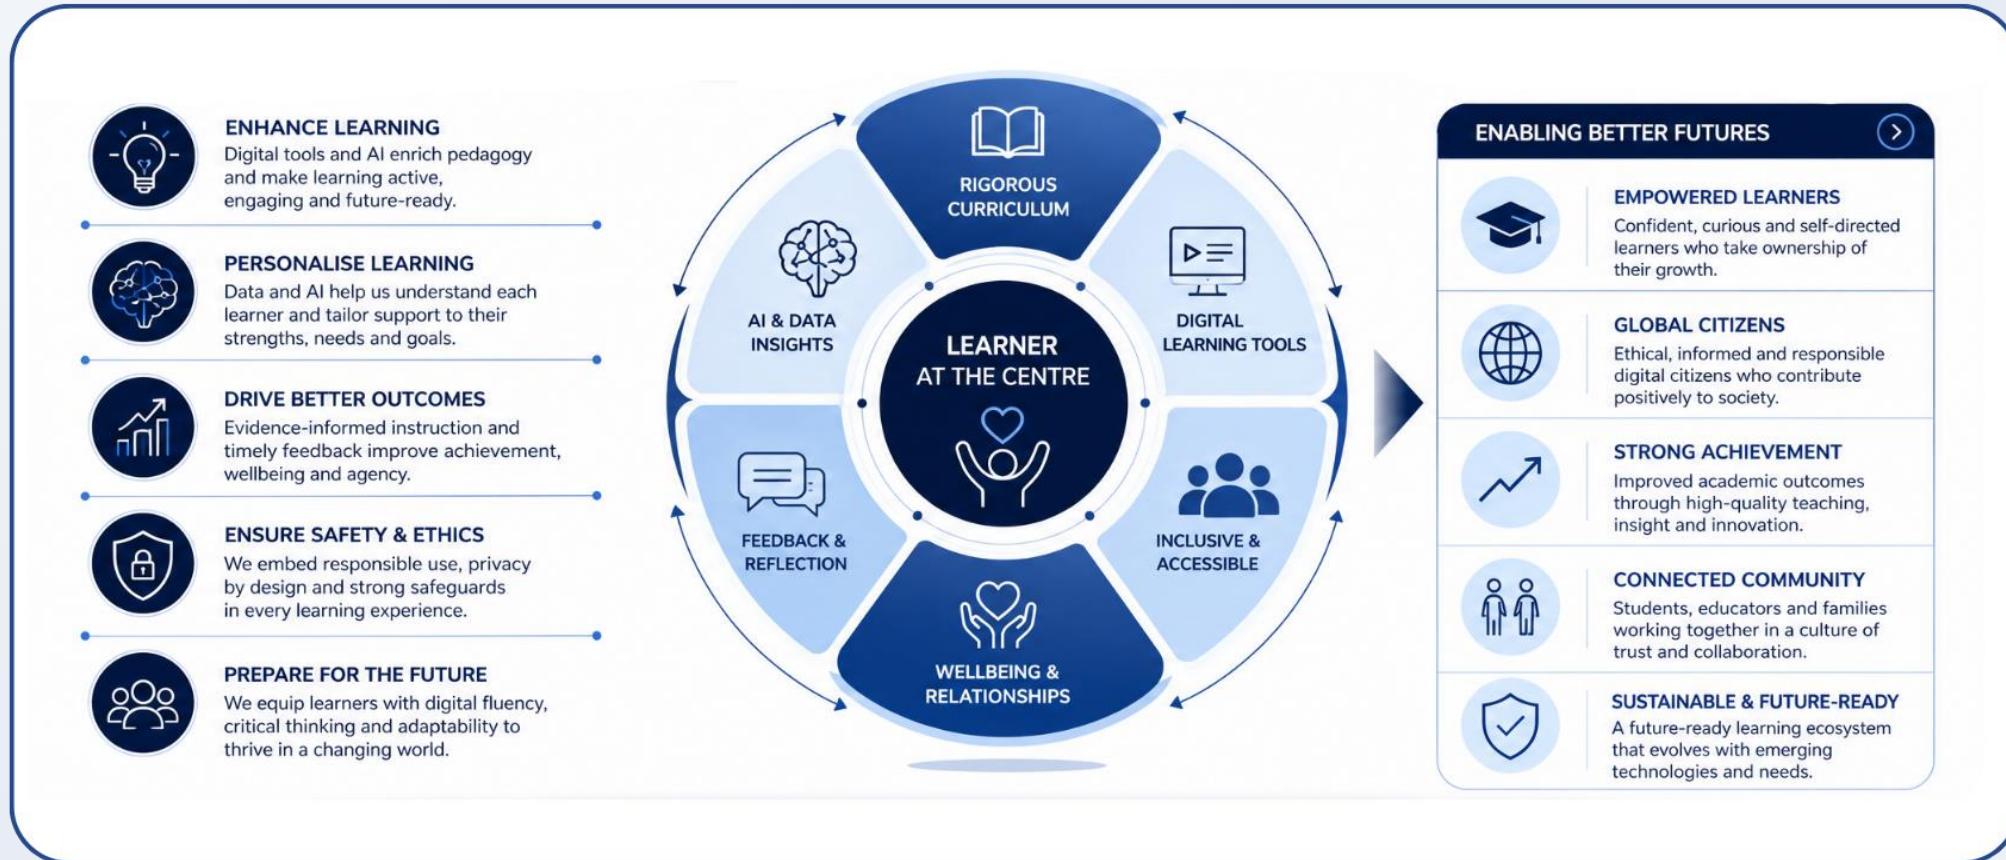 ENHANCE LEARNING
Digital tools and AI enrich pedagogy
and make learning active,
engaging and future-ready.
PERSONALISE LEARNING
Data and AI help us understand each
learner and tailor support to their
strengths, needs and goals.
DRIVE BETTER OUTCOMES
Evidence-informed instruction and
timely feedback improve achievement,
wellbeing and agency.
ENSURE SAFETY & ETHICS
We embed responsible use, privacy
by design and strong safeguards
in every learning experience.
PREPARE FOR THE FUTURE
We equip learners with digital fluency,
critical thinking and adaptability to
thrive in a changing world.
RIGOROUS
CURRICULUM
AI & DATA
INSIGHTS
DIGITAL
LEARNING TOOLS
LEARNER
AT THE CENTRE
FEEDBACK &
REFLECTION
INCLUSIVE &
ACCESSIBLE
WELLBEING &
RELATIONSHIPS
ENABLING BETTER FUTURES
EMPOWERED LEARNERS
Confident, curious and self-directed
learners who take ownership of
their growth.
GLOBAL CITIZENS
Ethical, informed and responsible
digital citizens who contribute
positively to society.
STRONG ACHIEVEMENT
Improved academic outcomes
through high-quality teaching,
insight and innovation.
CONNECTED COMMUNITY
Students, educators and families
working together in a culture of
trust and collaboration.
SUSTAINABLE & FUTURE-READY
A future-ready learning ecosystem
that evolves with emerging
technologies and needs.